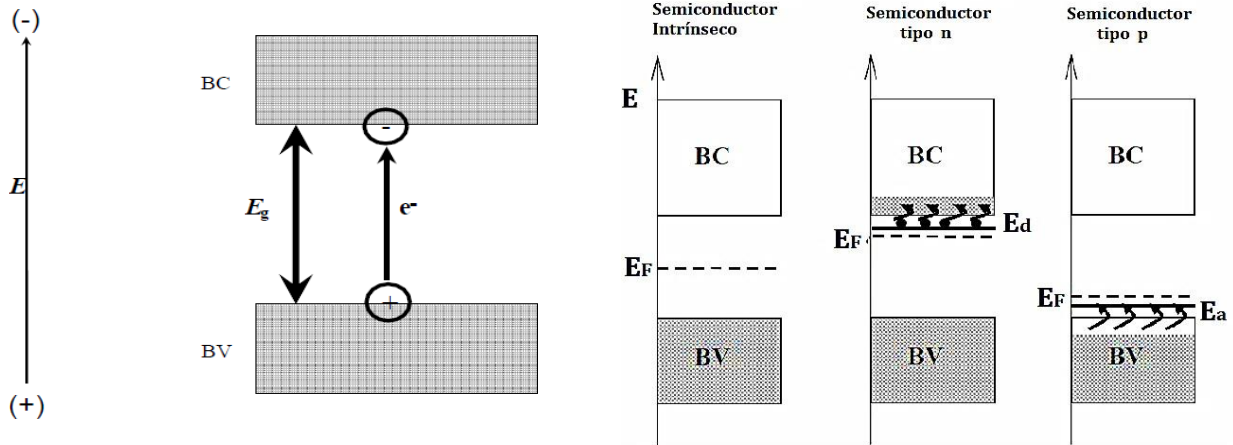 (-)
BC
-
E
Eg
e-
+
BV
(+)
Semiconductor
Intrínseco
E
BC
EF
BV
Semiconductor
tipo n
BC
Ed
EF
BV
Semiconductor
tipo p
BC
EF
Ea
BV